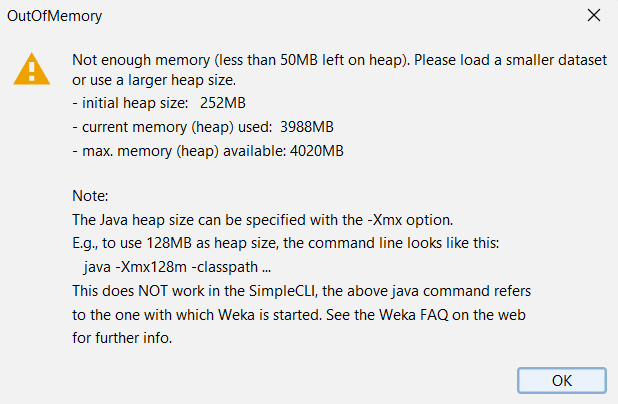 OutOfMemory
Not enough memory (less than 50MB left on heap). Please load a smaller dataset
or use a larger heap size.
- initial heap size:   252MB
- current memory (heap) used:  3988MB
- max. memory (heap) available: 4020MB
Note:
The Java heap size can be specified with the -Xmx option.
E.g., to use 128MB as heap size, the command line looks like this:
java -Xmx128m -classpath ...
This does NOT work in the SimpleCLI, the above java command refers
to the one with which Weka is started. See the Weka FAQ on the web
for further info.
OK